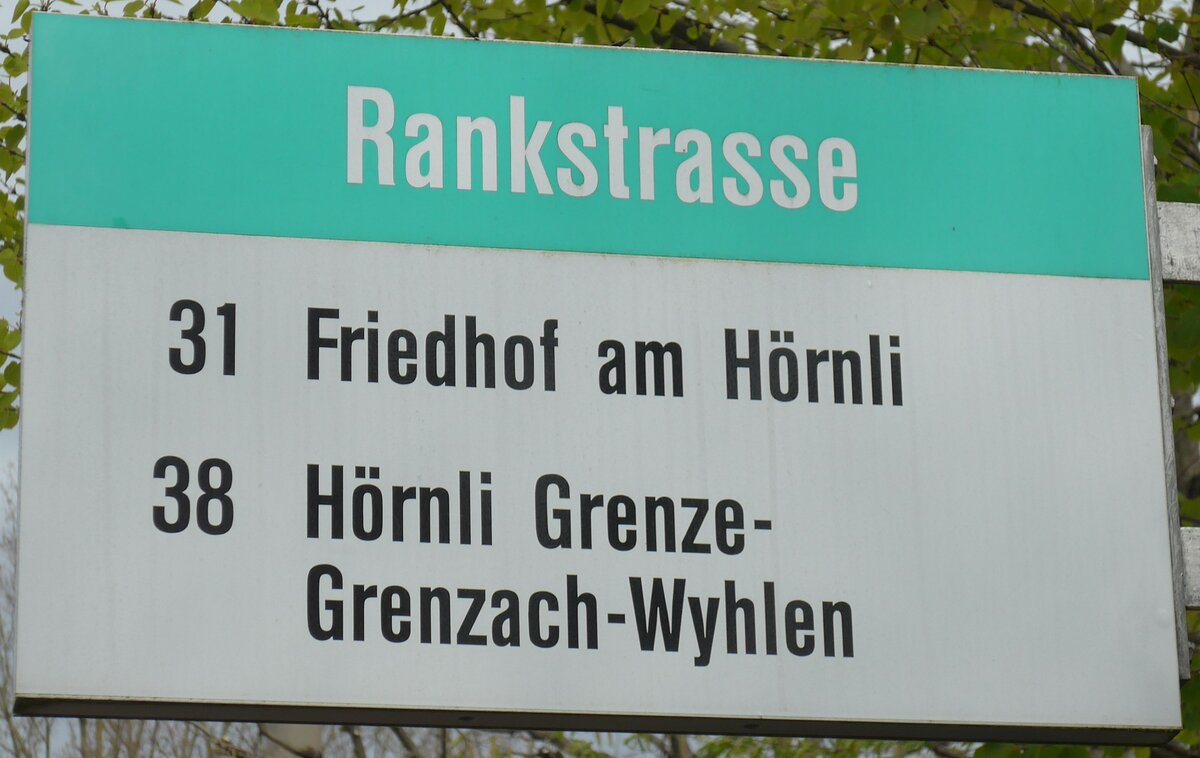 Rankstrasse
31 Friedhof am Hörnli
38 Hörnli Grenze-
Grenzach-Wyhlen